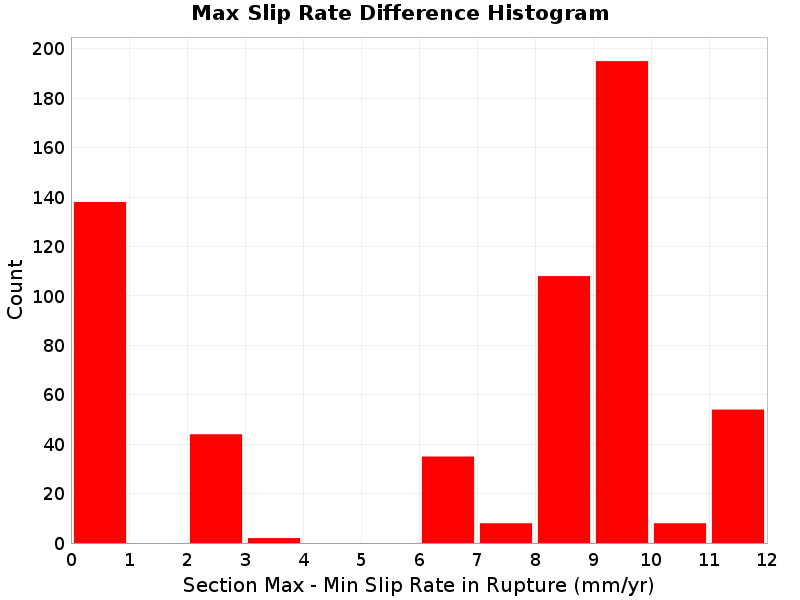 Max Slip Rate Difference Histogram
200
180
160
140
120
100
80
60
40
20
0
Count
0 1 2 3 4 5 6 7 8 9 10 11 12
Section Max - Min Slip Rate in Rupture (mm/yr)